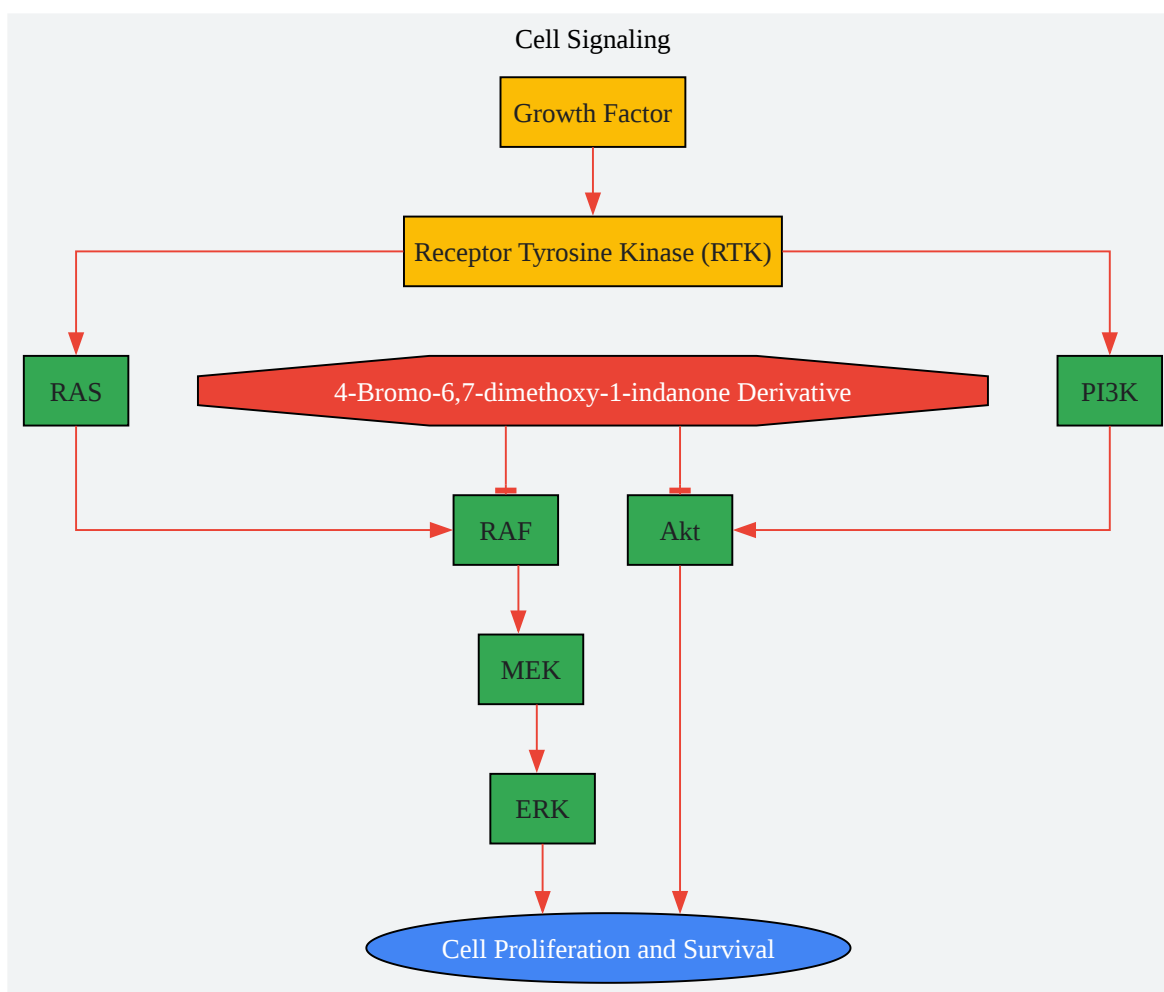 Cell Signaling
Growth Factor
Receptor Tyrosine Kinase (RTK)
RAS
4-Bromo-6,7-dimethoxy-1-indanone Derivative
PI3K
RAF
Akt
MEK
ERK
Cell Proliferation and Survival